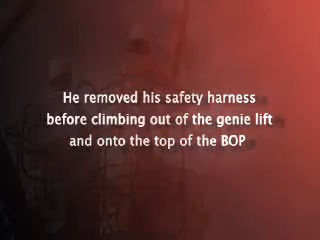 He removed his safety harness
before climbing out of the genie lift
and onto the top of the BOP